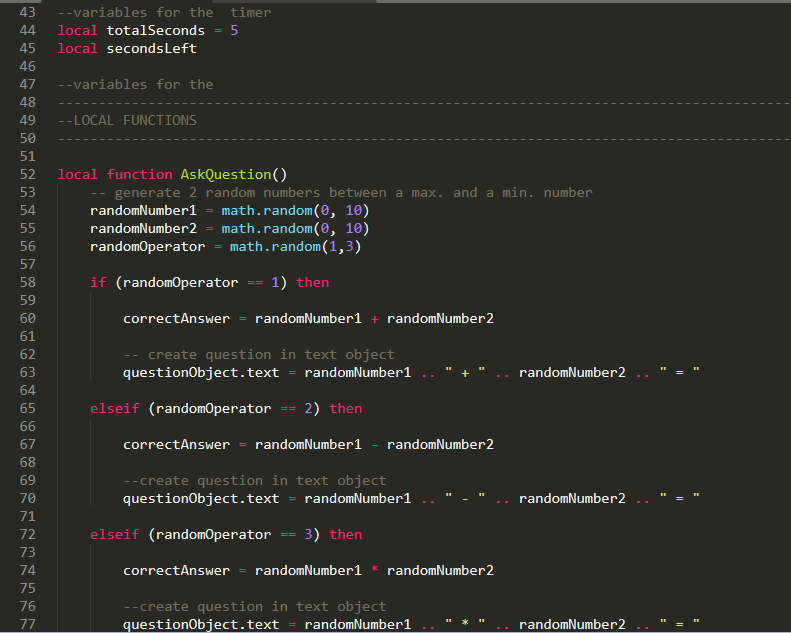 43 --variables for the  timer
44 local totalSeconds = 5
45 local secondsLeft
46
47 --variables for the
48 -----------------------------------------------------------------------------------------
49 --LOCAL FUNCTIONS
50 -----------------------------------------------------------------------------------------
51
52 local function AskQuestion()
53     -- generate 2 random numbers between a max. and a min. number
54     randomNumber1 = math.random(0, 10)
55     randomNumber2 = math.random(0, 10)
56     randomOperator = math.random(1,3)
57
58     if (randomOperator == 1) then
59
60         correctAnswer = randomNumber1 + randomNumber2
61
62         -- create question in text object
63         questionObject.text = randomNumber1 .. " + " .. randomNumber2 .. " = "
64
65     elseif (randomOperator == 2) then
66
67         correctAnswer = randomNumber1 - randomNumber2
68
69         --create question in text object
70         questionObject.text = randomNumber1 .. " - " .. randomNumber2 .. " = "
71
72     elseif (randomOperator == 3) then
73
74         correctAnswer = randomNumber1 * randomNumber2
75
76         --create question in text object
77         questionObject.text = randomNumber1 .. " * " .. randomNumber2 .. " = "